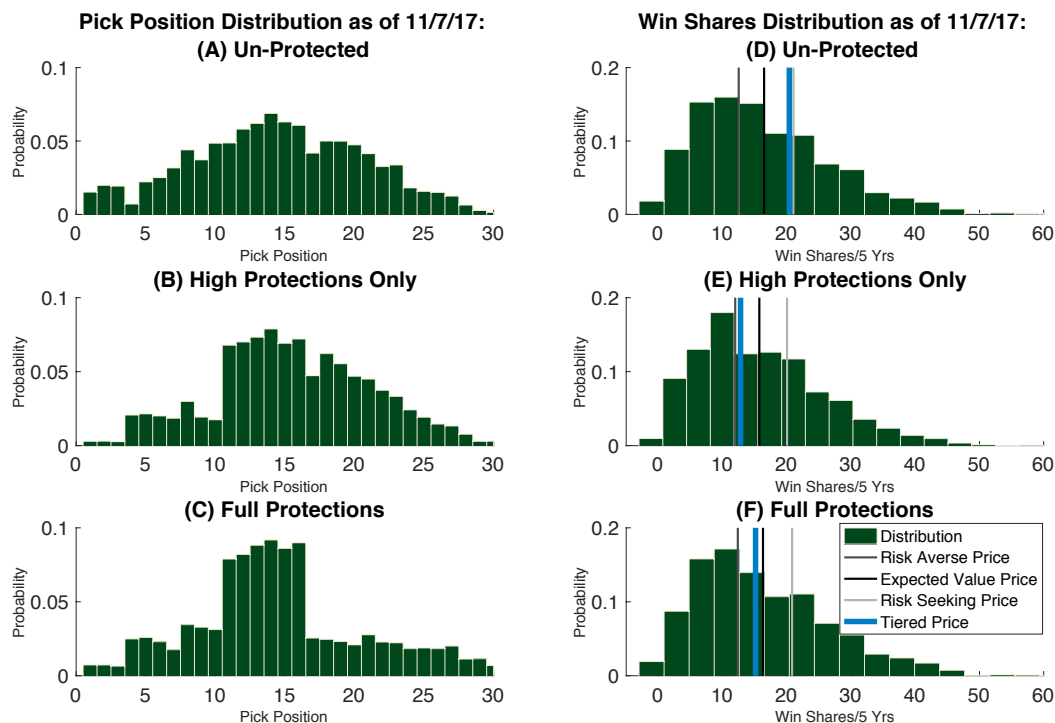 Pick Position Distribution as of 11/7/17:
(A) Un-Protected
0.1
0.05
0
Probability
5
10
15
20
25
30
Pick Position
(B) High Protections Only
0.1
0.05
0
Probability
5
10
15
20
25
30
Pick Position
(C) Full Protections
0.1
0.05
0
Probability
5
10
15
20
25
30
Pick Position
Win Shares Distribution as of 11/7/17:
(D) Un-Protected
0.2
0.1
0
Probability
0
10
20
30
40
50
60
Win Shares/5 Yrs
(E) High Protections Only
0.2
0.1
0
Probability
0
10
20
30
40
50
60
Win Shares/5 Yrs
(F) Full Protections
0.2
0.1
0
Probability
Distribution
Risk Averse Price
Expected Value Price
Risk Seeking Price
Tiered Price
0
10
20
30
40
50
60
Win Shares/5 Yrs